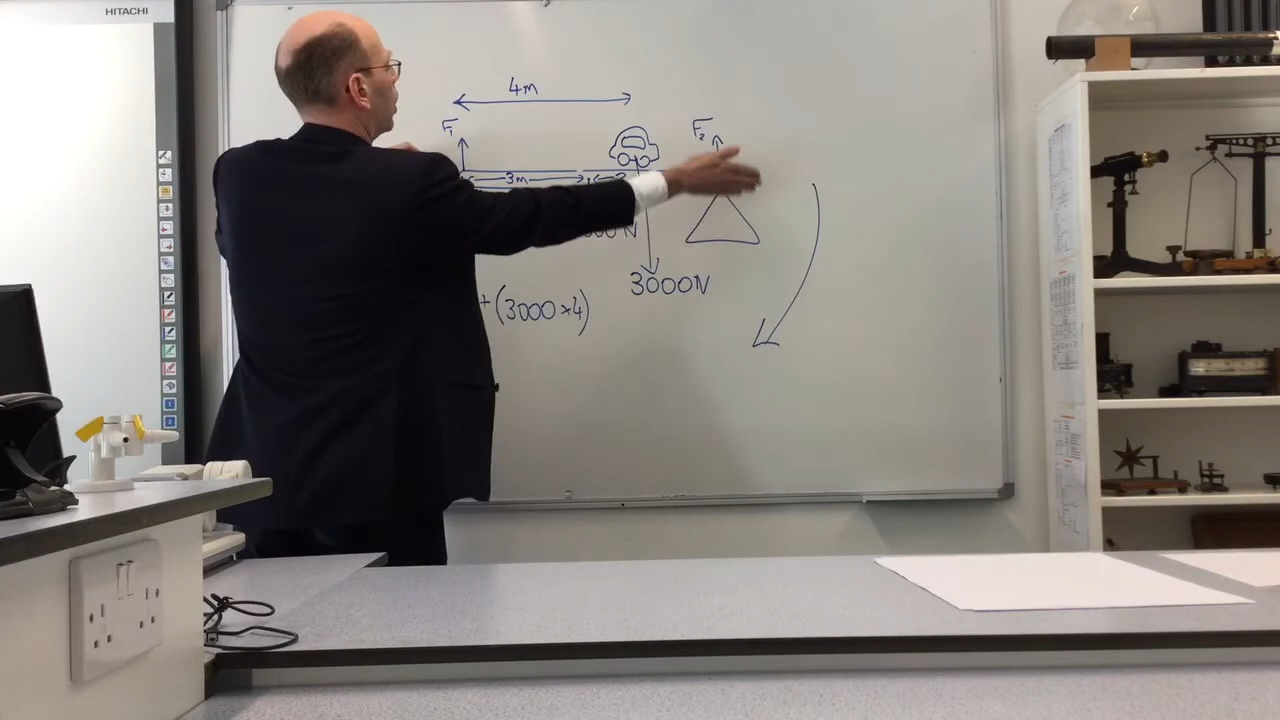 HITACHI
4m
F₁
F₂
3m
3000N
+(3000×4)